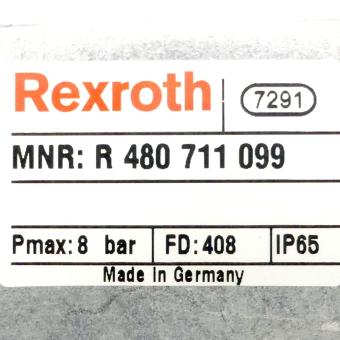 Rexroth 7291
MNR: R 480 711 099
Pmax: 8 bar FD: 408 IP65
Made in Germany